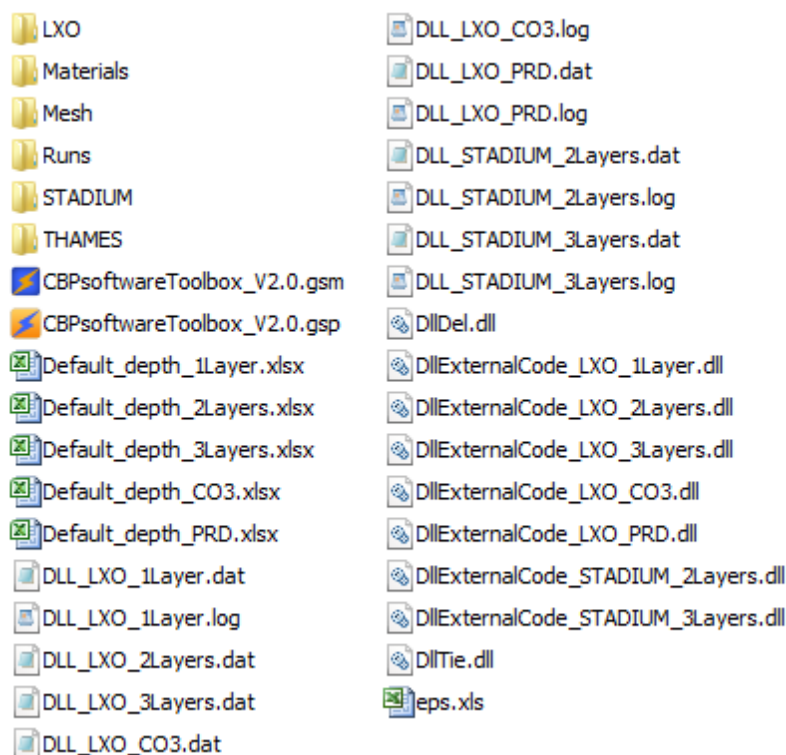 LXO
Materials
Mesh
Runs
STADIUM
THAMES
CBPsoftwareToolbox_V2.0.gsm
CBPsoftwareToolbox_V2.0.gsp
Default_depth_1Layer.xlsx
Default_depth_2Layers.xlsx
Default_depth_3Layers.xlsx
Default_depth_CO3.xlsx
Default_depth_PRD.xlsx
DLL_LXO_1Layer.dat
DLL_LXO_1Layer.log
DLL_LXO_2Layers.dat
DLL_LXO_3Layers.dat
DLL_LXO_CO3.dat
DLL_LXO_CO3.log
DLL_LXO_PRD.dat
DLL_LXO_PRD.log
DLL_STADIUM_2Layers.dat
DLL_STADIUM_2Layers.log
DLL_STADIUM_3Layers.dat
DLL_STADIUM_3Layers.log
DllDel.dll
DllExternalCode_LXO_1Layer.dll
DllExternalCode_LXO_2Layers.dll
DllExternalCode_LXO_3Layers.dll
DllExternalCode_LXO_CO3.dll
DllExternalCode_LXO_PRD.dll
DllExternalCode_STADIUM_2Layers.dll
DllExternalCode_STADIUM_3Layers.dll
DllTie.dll
eps.xls